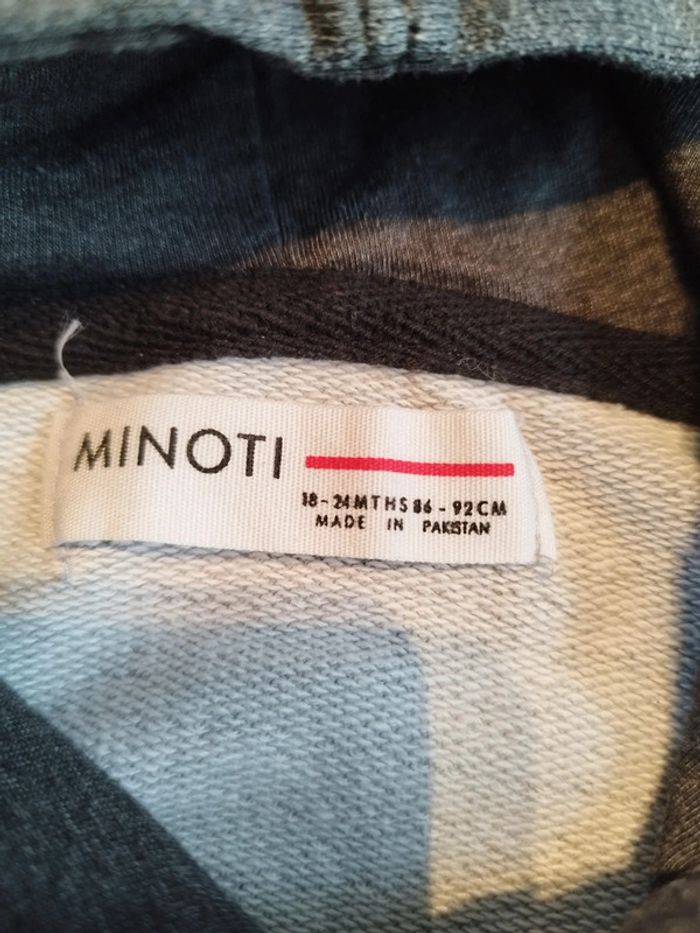 MINOTI
18-24MTHS 86-92CM
MADE IN PAKISTAN